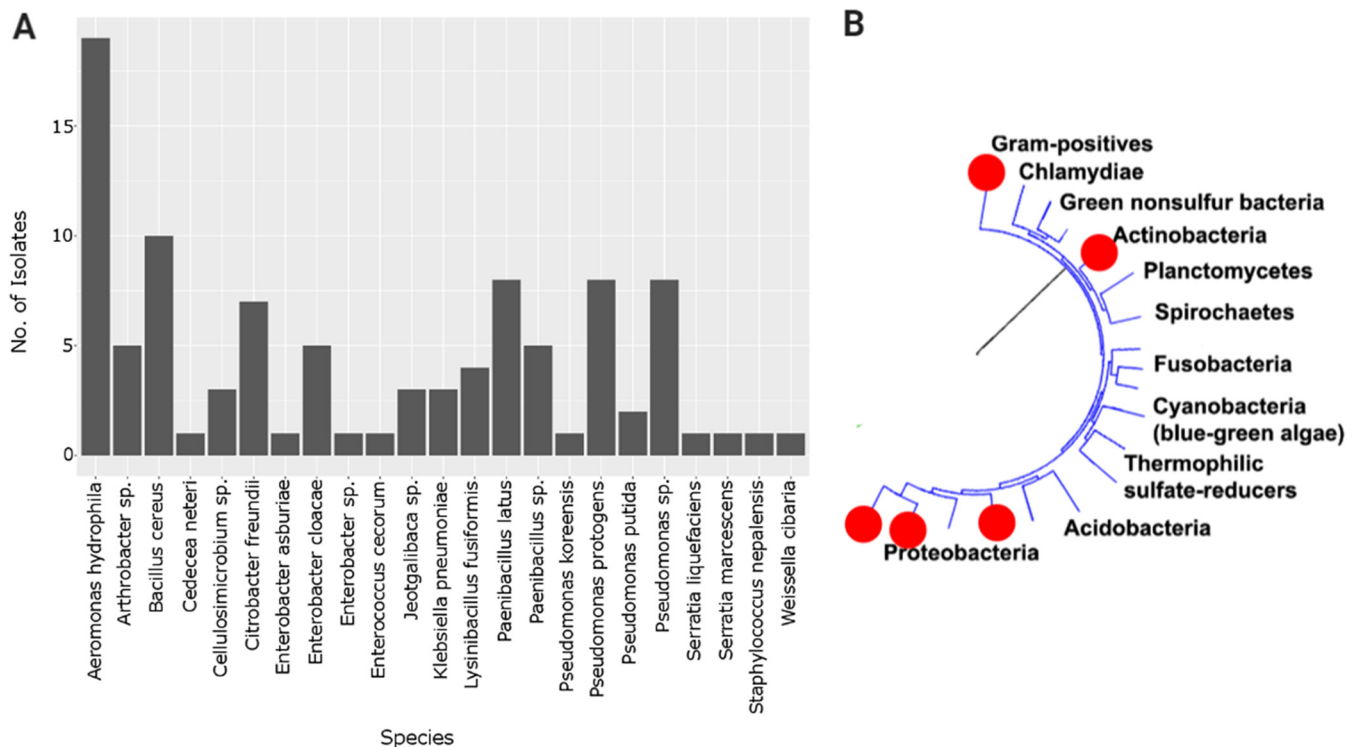 A
No. of Isolates
15
10
5
0
Aeromonas hydrophila
Arthrobacter sp.
Bacillus cereus
Cedecea neteri
Cellulosimicrobium sp.
Citrobacter freundii
Enterobacter asburiae
Enterobacter cloacae
Enterobacter sp.
Enterococcus cecorum
Jeotgalibaca sp.
Klebsiella pneumoniae
Lysinibacillus fusiformis
Paenibacillus latus
Paenibacillus sp.
Pseudomonas koreensis
Pseudomonas protogens
Pseudomonas putida
Pseudomonas sp.
Serratia liquefaciens
Serratia marcescens
Staphylococcus nepalensis
Weissella cibaria
Species
B
Gram-positives
Chlamydiae
Green nonsulfur bacteria
Actinobacteria
Planctomycetes
Spirochaetes
Fusobacteria
Cyanobacteria
(blue-green algae)
Thermophilic
sulfate-reducers
Acidobacteria
Proteobacteria